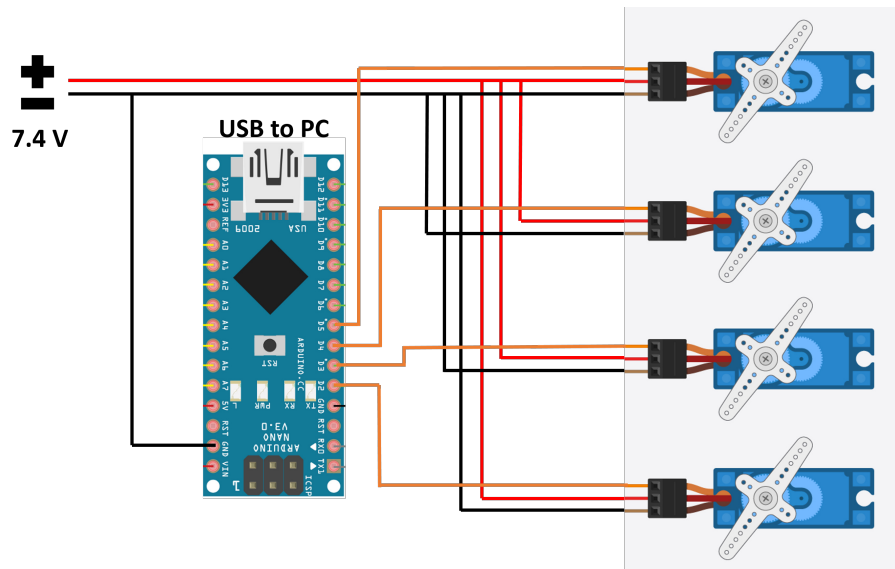 +
−
7.4 V
USB to PC
D13
3V3
REF
A0
A1
A2
A3
A4
A5
A6
A7
5V
RST
GND
VIN
D12
D11
D10
D9
D8
D7
D6
D5
D4
D3
D2
GND
RST
RX0
TX1
USA
2009
RST
ARDUINO.CC
TX
RX
PWR
L
ARDUINO
NANO
V3.0
ICSP
1